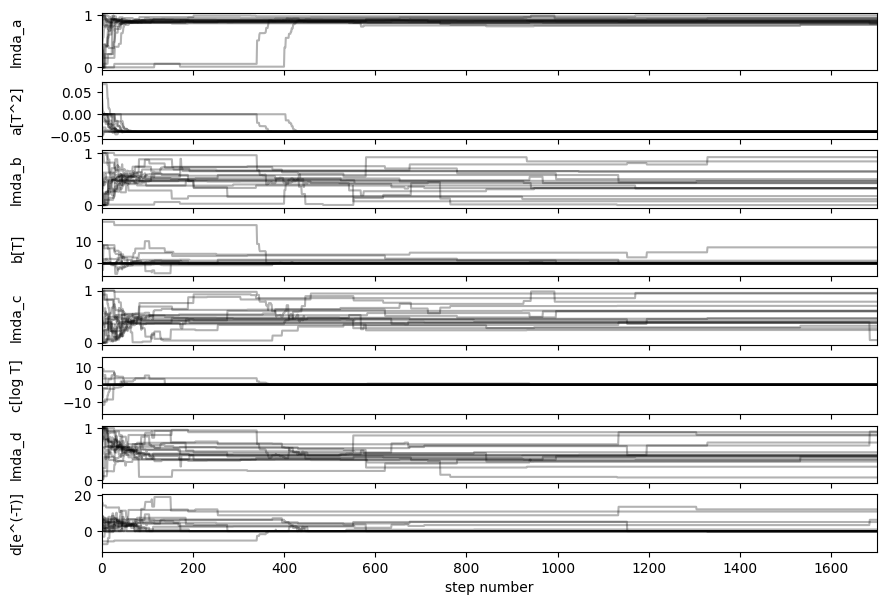 lmda_a
1
0
a[T^2]
0.05
0.00
−0.05
lmda_b
1
0
b[T]
10
0
lmda_c
1
0
c[log T]
10
0
−10
lmda_d
1
0
d[e^(-T)]
20
0
0 200 400 600 800 1000 1200 1400 1600
step number